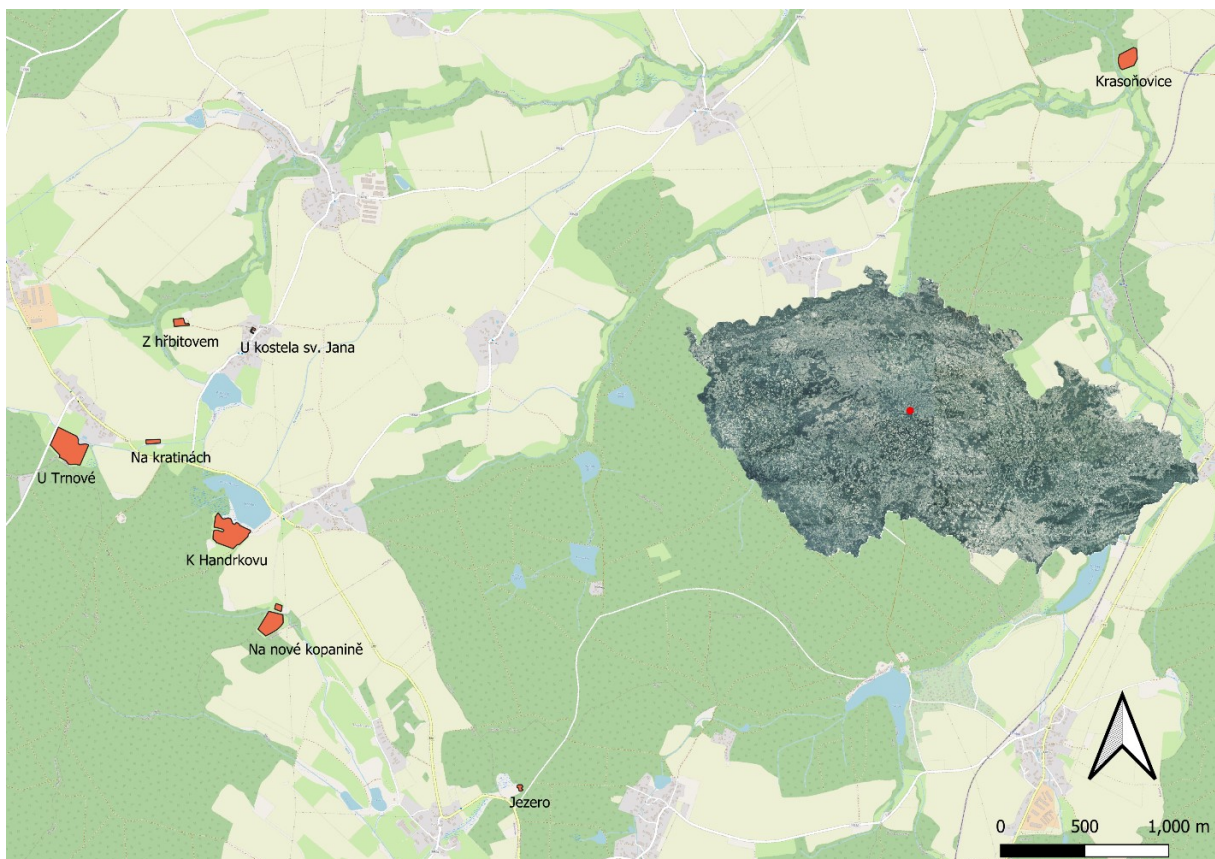 Krasoňovice
Z hřbitovem
U kostela sv. Jana
Na kratinách
U Trnové
K Handrkovu
Na nové kopanině
Jezero
0 500 1,000 m